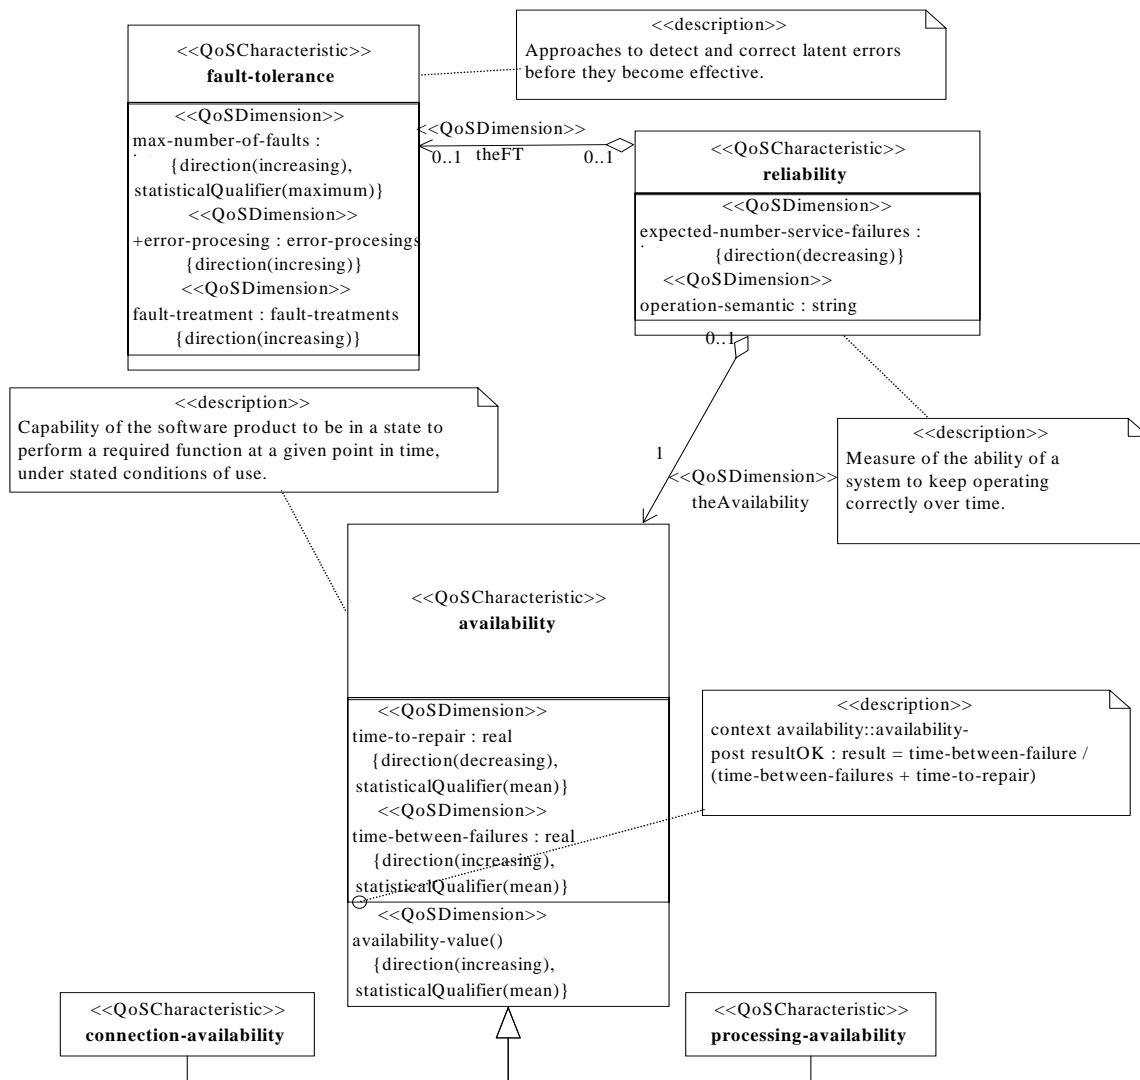 <<QoSCharacteristic>>
fault-tolerance
<<QoSDimension>>
max-number-of-faults :
{direction(increasing),
statisticalQualifier(maximum)}
<<QoSDimension>>
+error-procesing : error-procesings
{direction(incresing)}
<<QoSDimension>>
fault-treatment : fault-treatments
{direction(increasing)}
<<description>>
Approaches to detect and correct latent errors
before they become effective.
<<QoSDimension>>
theFT
0..1
0..1
<<QoSCharacteristic>>
reliability
<<QoSDimension>>
expected-number-service-failures :
{direction(decreasing)}
<<QoSDimension>>
operation-semantic : string
0..1
1
<<QoSDimension>>
theAvailability
<<description>>
Measure of the ability of a
system to keep operating
correctly over time.
<<description>>
Capability of the software product to be in a state to
perform a required function at a given point in time,
under stated conditions of use.
<<QoSCharacteristic>>
availability
<<QoSDimension>>
time-to-repair : real
{direction(decreasing),
statisticalQualifier(mean)}
<<QoSDimension>>
time-between-failures : real
{direction(increasing),
statisticalQualifier(mean)}
<<QoSDimension>>
availability-value()
{direction(increasing),
statisticalQualifier(mean)}
<<description>>
context availability::availability-
post resultOK : result = time-between-failure /
(time-between-failures + time-to-repair)
<<QoSCharacteristic>>
connection-availability
<<QoSCharacteristic>>
processing-availability